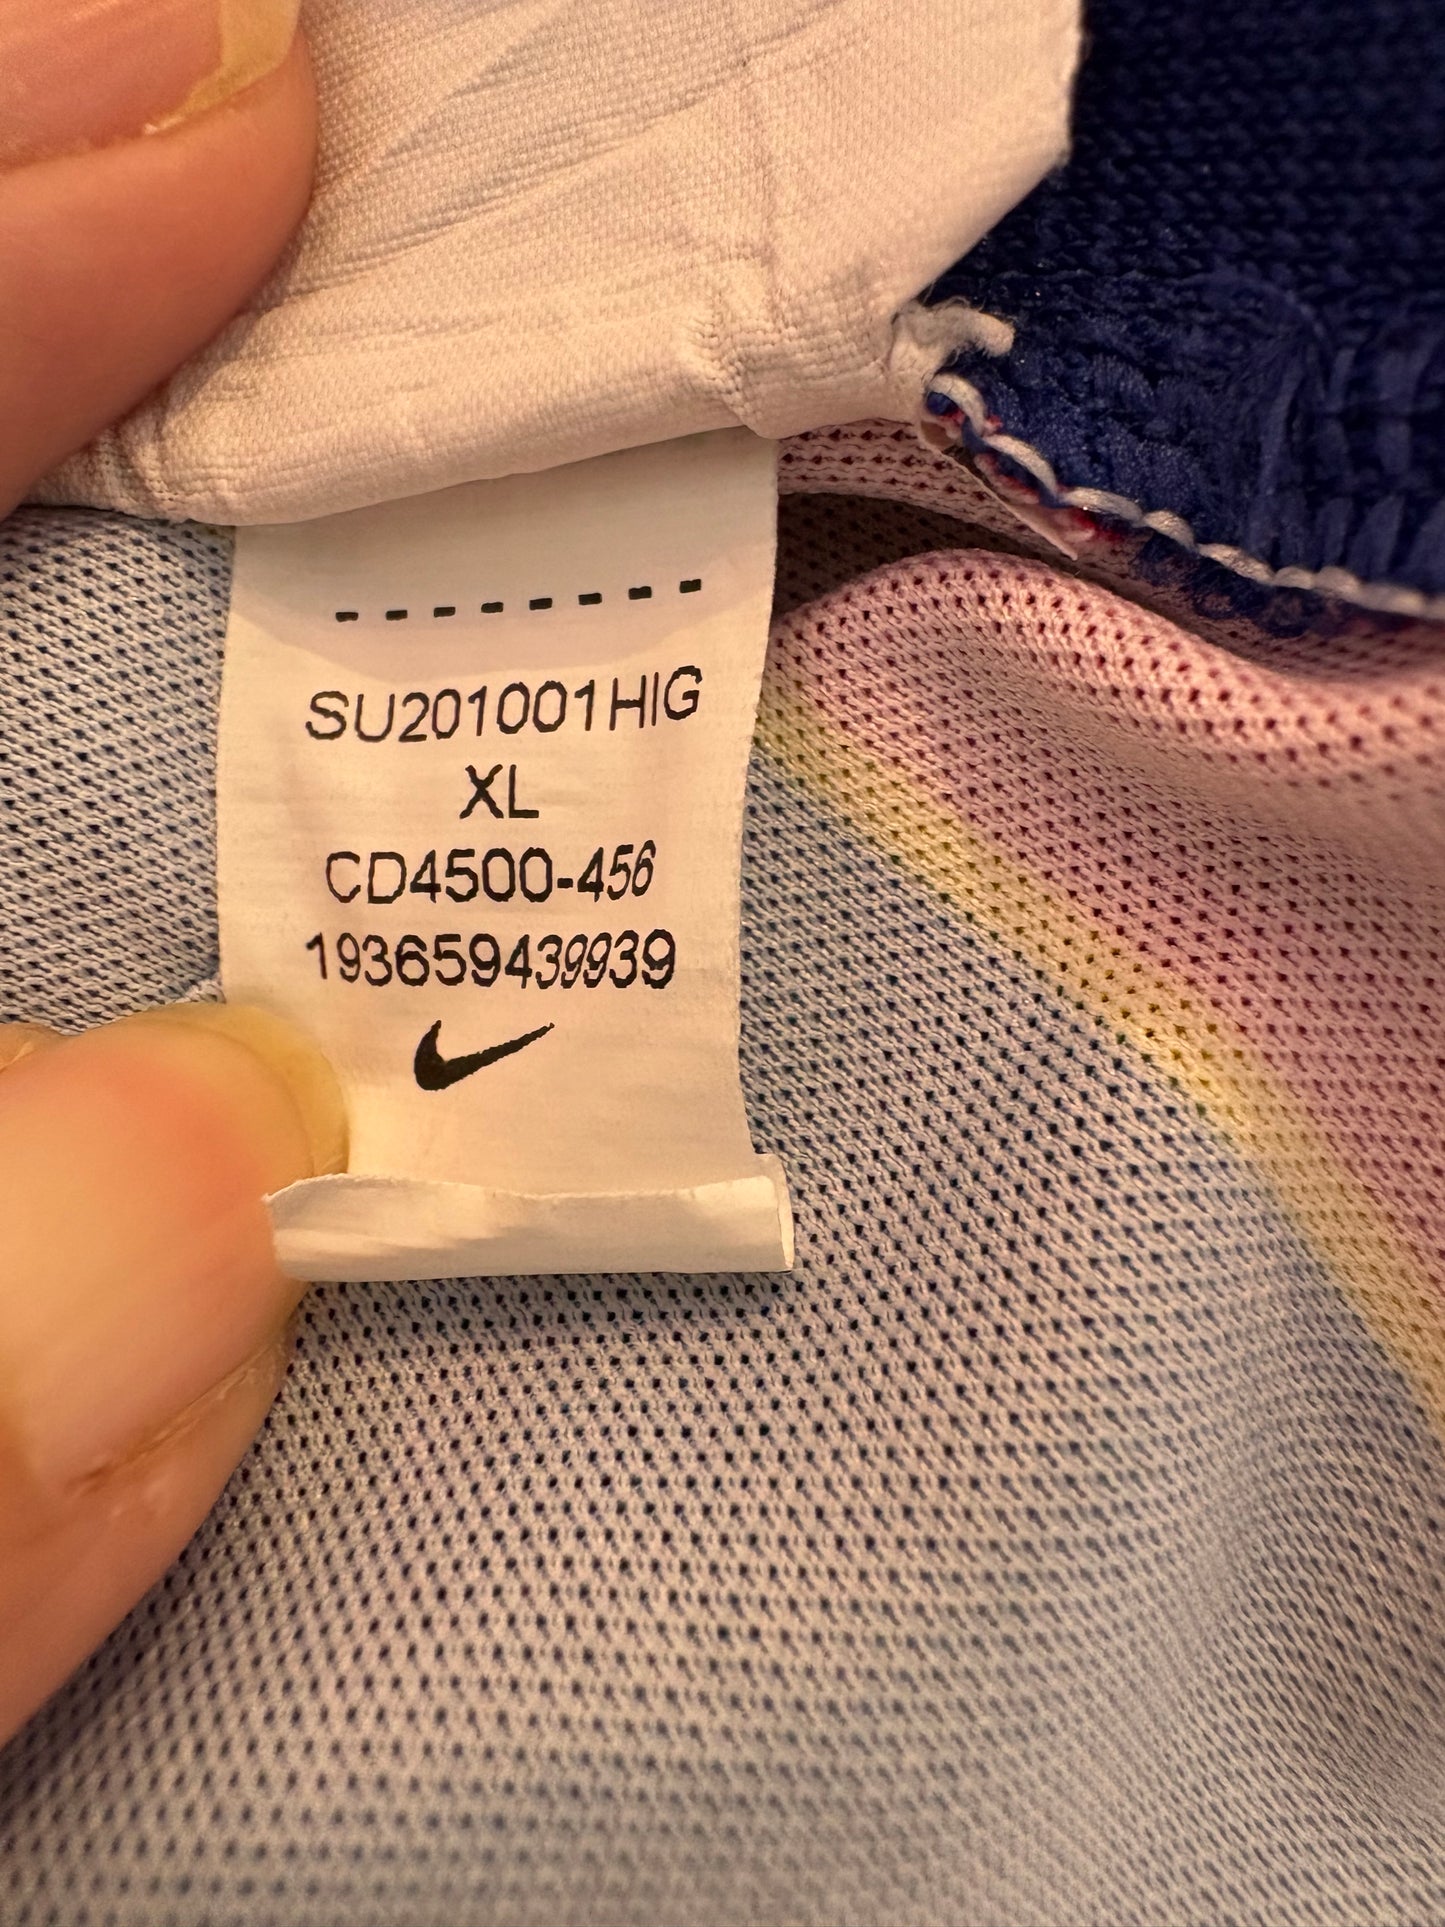 --------
SU201001HIG
XL
CD4500-456
193659439939